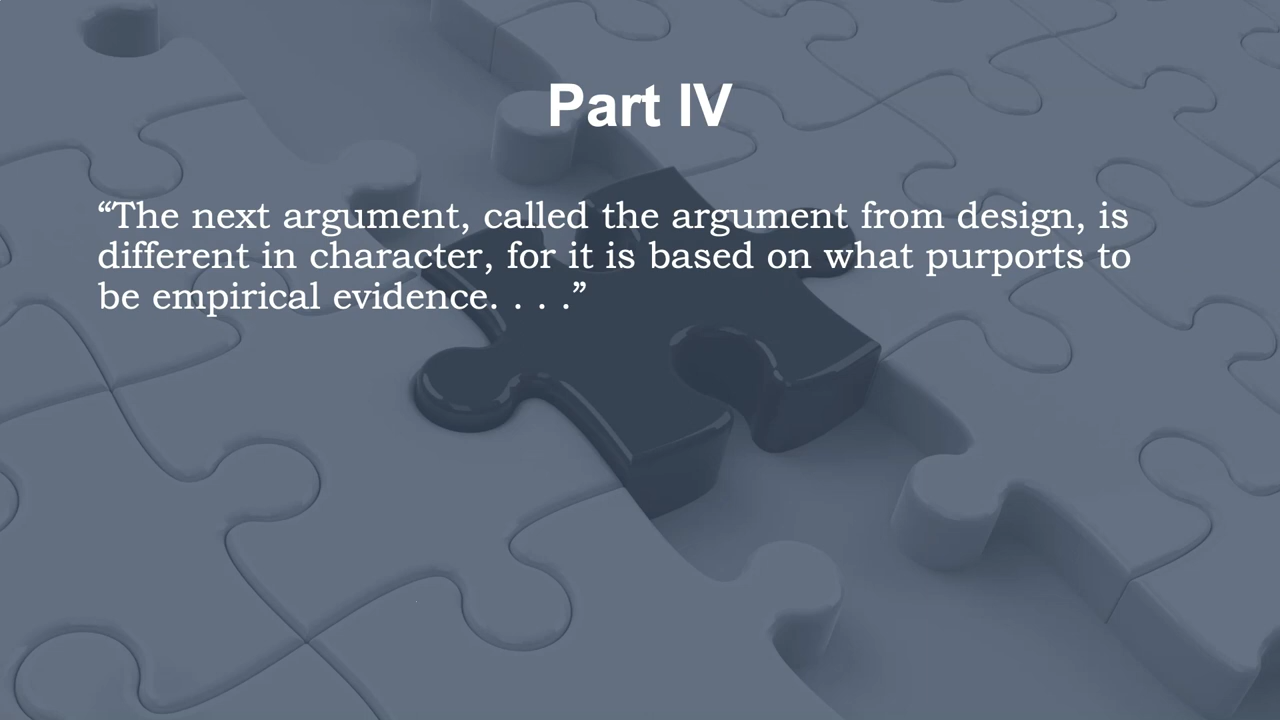 Part IV
“The next argument, called the argument from design, is
different in character, for it is based on what purports to
be empirical evidence. . . .”